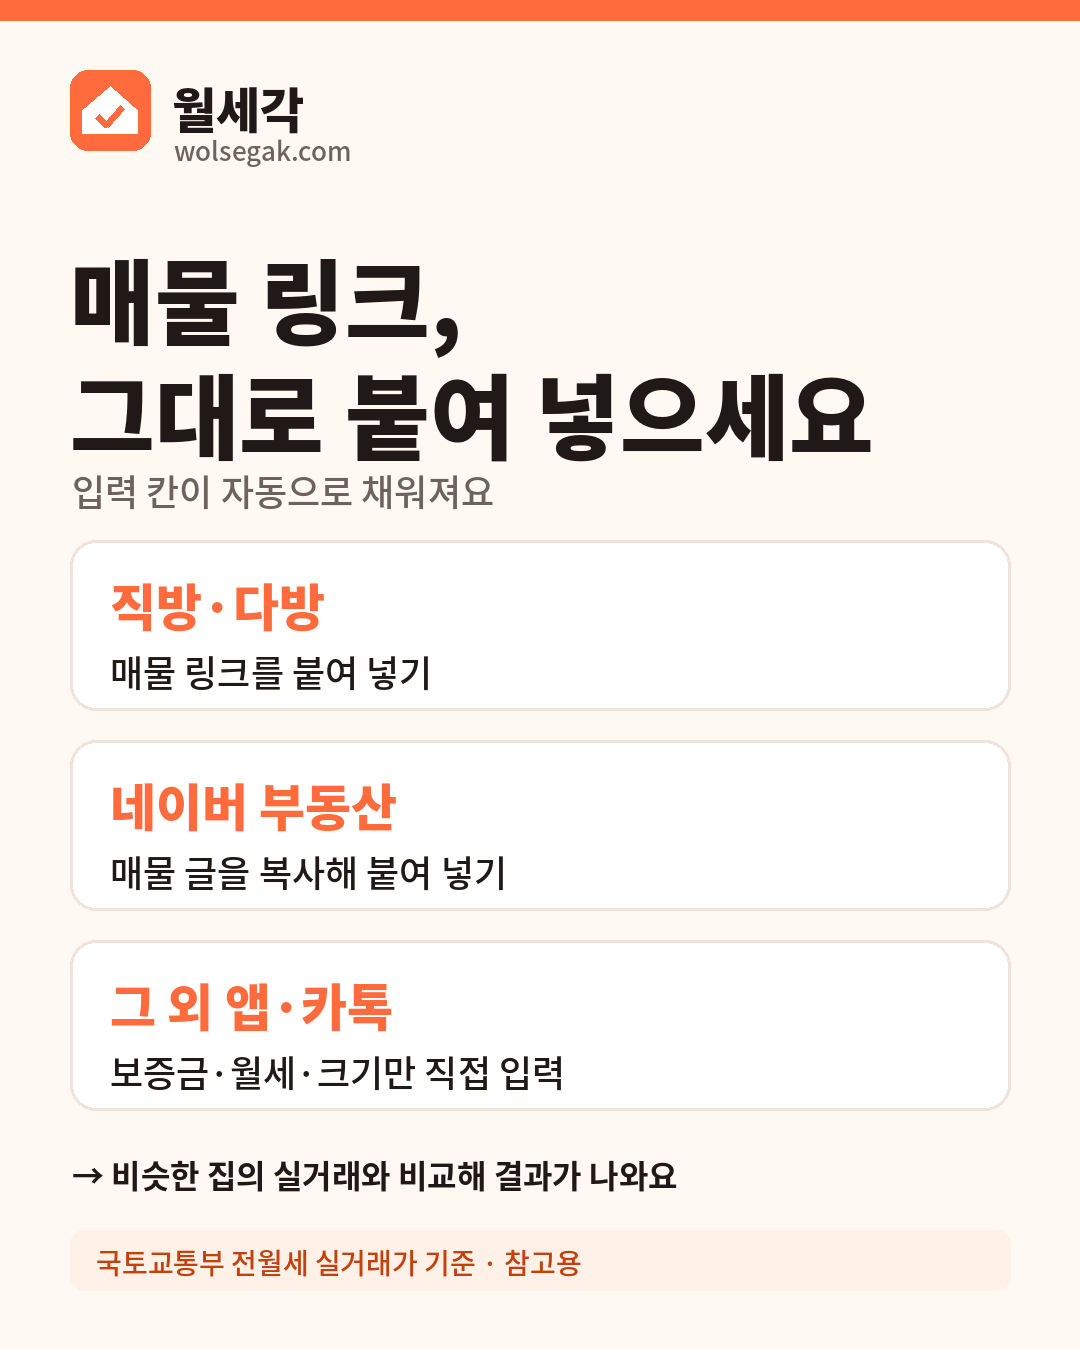 월세각
wolsegak.com
매물 링크,
그대로 붙여 넣으세요
입력 칸이 자동으로 채워져요
직방·다방
매물 링크를 붙여 넣기
네이버 부동산
매물 글을 복사해 붙여 넣기
그 외 앱·카톡
보증금·월세·크기만 직접 입력
→ 비슷한 집의 실거래와 비교해 결과가 나와요
국토교통부 전월세 실거래가 기준 · 참고용